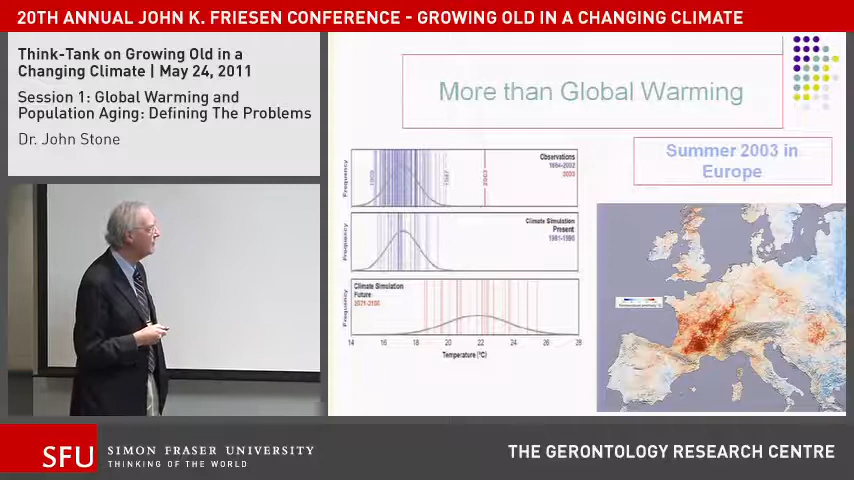 20TH ANNUAL JOHN K. FRIESEN CONFERENCE - GROWING OLD IN A CHANGING CLIMATE
Think-Tank on Growing Old in a
Changing Climate | May 24, 2011
Session 1: Global Warming and
Population Aging: Defining The Problems
Dr. John Stone
More than Global Warming
Summer 2003 in
Europe
Frequency
1909
1947
2003
Observations
1864-2002
2003
Frequency
Climate Simulation
Present
1961-1990
Frequency
Climate Simulation
Future
2071-2100
14 16 18 20 22 24 26 28
Temperature [°C]
SFU
SIMON FRASER UNIVERSITY
THINKING OF THE WORLD
THE GERONTOLOGY RESEARCH CENTRE